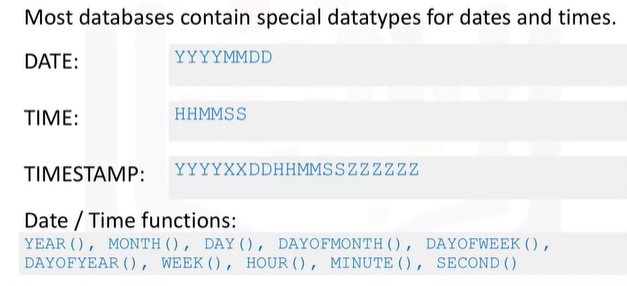 Most databases contain special datatypes for dates and times.
DATE: YYYYMMDD
TIME: HHMMSS
TIMESTAMP: YYYYXXDDHHMMSSZZZZZZ
Date / Time functions:
YEAR(), MONTH(), DAY(), DAYOFMONTH(), DAYOFWEEK(),
DAYOFYEAR(), WEEK(), HOUR(), MINUTE(), SECOND()